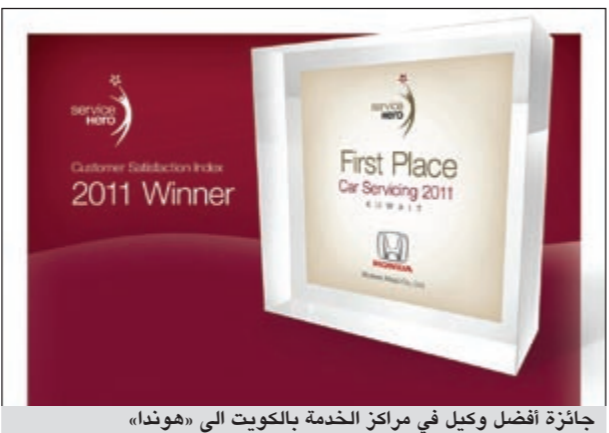 service
HERO
Customer Satisfaction Index
2011 Winner
service
HERO
First Place
Car Servicing 2011
KUWAIT
HONDA
جائزة أفضل وكيل في مراكز الخدمة بالكويت الى «هوندا»